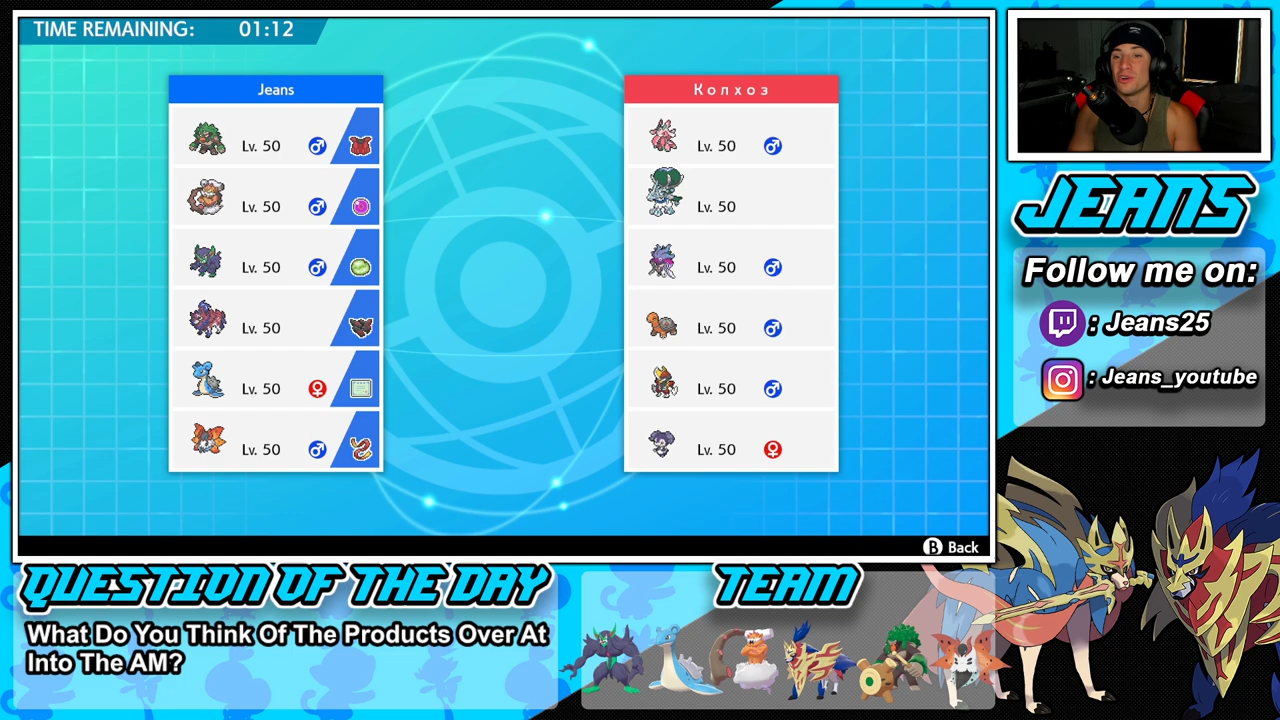 TIME REMAINING: 01:12
Jeans
Колхоз
Lv. 50
Lv. 50
Lv. 50
Lv. 50
Lv. 50
Lv. 50
Lv. 50
Lv. 50
Lv. 50
Lv. 50
Lv. 50
Lv. 50
B Back
JEANS
Follow me on:
: Jeans25
: Jeans_youtube
QUESTION OF THE DAY
What Do You Think Of The Products Over At
Into The AM?
TEAM